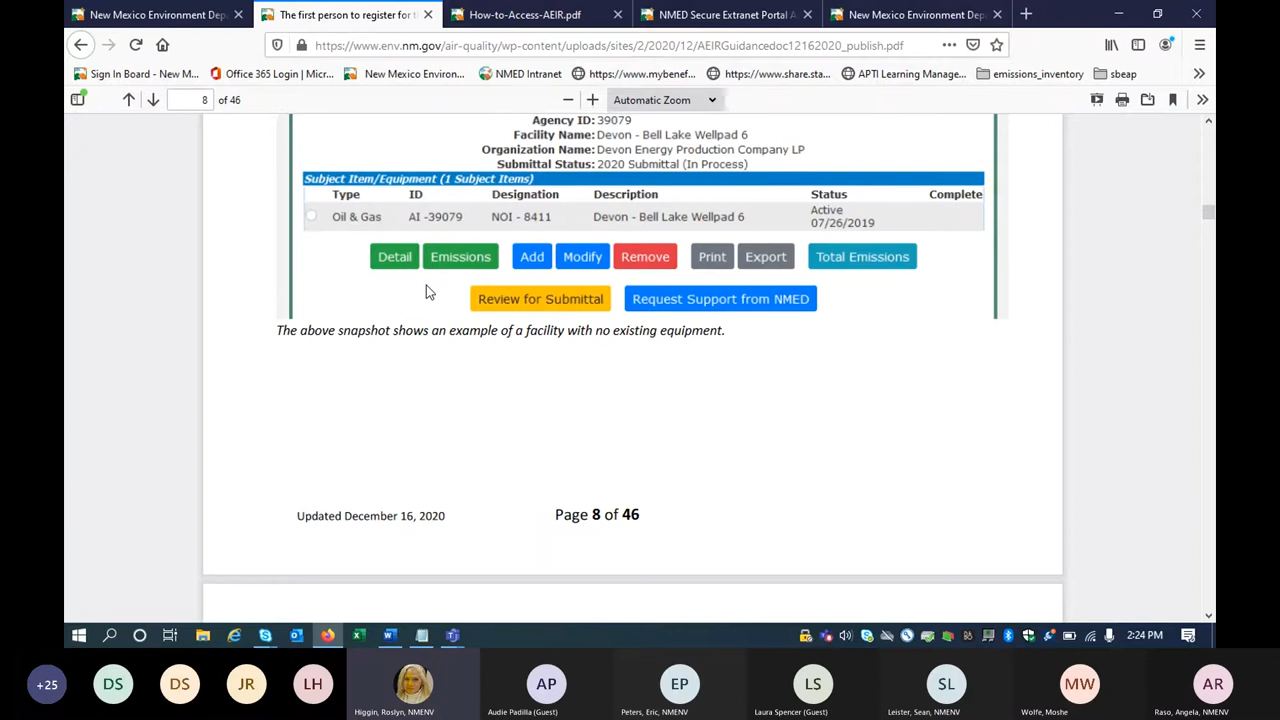 New Mexico Environment Dep
The first person to register for t
How-to-Access-AEIR.pdf
NMED Secure Extranet Portal A
New Mexico Environment Dep
https://www.env.nm.gov/air-quality/wp-content/uploads/sites/2/2020/12/AEIRGuidancedoc12162020_publish.pdf
Sign In Board - New M...
Office 365 Login | Micr...
New Mexico Environ...
NMED Intranet
https://www.mybenef...
https://www.share.sta...
APTI Learning Manage...
emissions_inventory
sbeap
8 of 46
Automatic Zoom
Agency ID: 39079
Facility Name: Devon - Bell Lake Wellpad 6
Organization Name: Devon Energy Production Company LP
Submittal Status: 2020 Submittal (In Process)
Subject Item/Equipment (1 Subject Items)
Type ID Designation Description Status Complete
Oil & Gas AI -39079 NOI - 8411 Devon - Bell Lake Wellpad 6 Active 07/26/2019
Detail Emissions Add Modify Remove Print Export Total Emissions
Review for Submittal Request Support from NMED
The above snapshot shows an example of a facility with no existing equipment.
Updated December 16, 2020 Page 8 of 46
2:24 PM
+25 DS DS JR LH AP EP LS SL MW AR
Higgin, Roslyn, NMENV
Audie Padilla (Guest)
Peters, Eric, NMENV
Laura Spencer (Guest)
Leister, Sean, NMENV
Wolfe, Moshe
Raso, Angela, NMENV